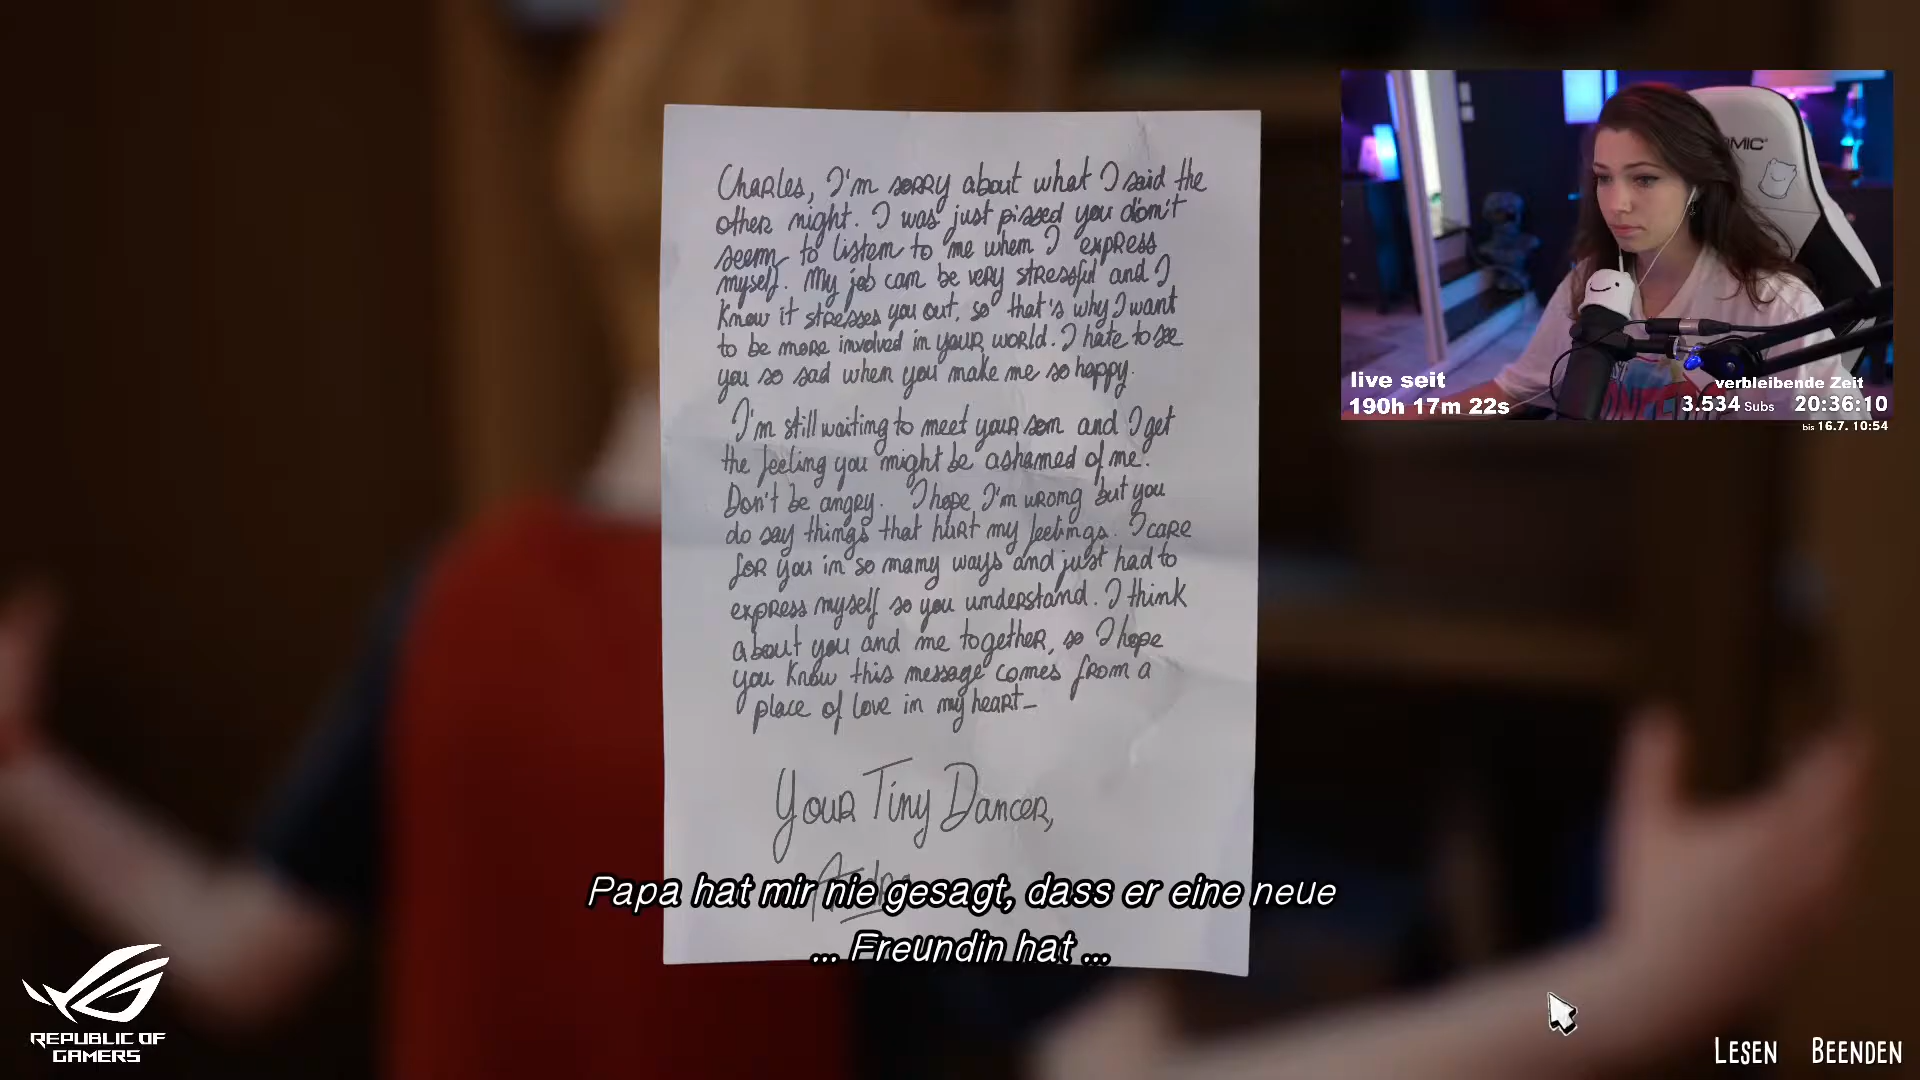 Charles, I'm sorry about what I said the
other night. I was just pissed you don't
seem to listen to me when I express
myself. My job can be very stressful and I
know it stresses you out, so that's why I want
to be more involved in your world. I hate to see
you so sad when you make me so happy.
I'm still waiting to meet your son and I get
the feeling you might be ashamed of me.
Don't be angry. I hope I'm wrong but you
do say things that hurt my feelings. I care
for you in so many ways and just had to
express myself so you understand. I think
about you and me together, so I hope
you know this message comes from a
place of love in my heart_
Your Tiny Dancer,
Papa hat mir nie gesagt, dass er eine neue
... Freundin hat ...
OMIC
live seit
190h 17m 22s
verbleibende Zeit
3.534 Subs 20:36:10
bis 16.7. 10:54
REPUBLIC OF
GAMERS
LESEN BEENDEN